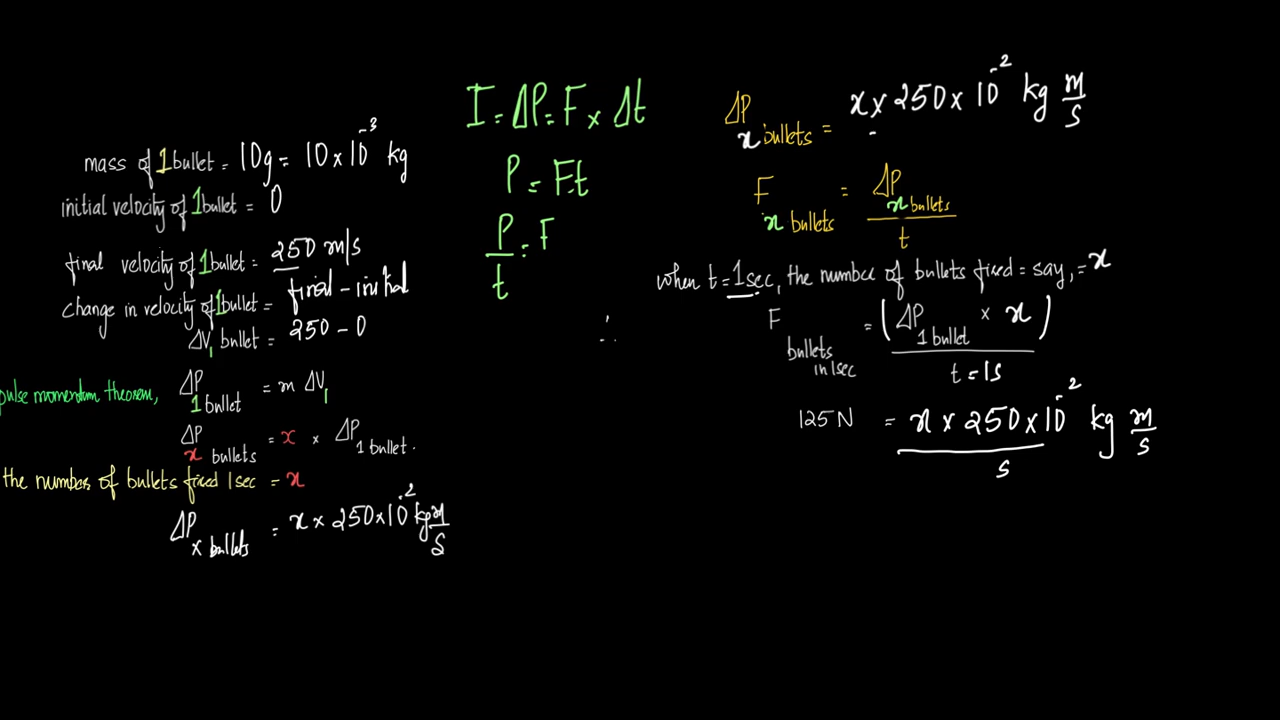 mass of 1 bullet = 10g = 10 × 10⁻³ kg
initial velocity of 1 bullet = 0
final velocity of 1 bullet = 250 m/s
change in velocity of 1 bullet = final - initial
ΔV₁ bullet = 250 - 0
pulse momentum theorem, ΔP 1 bullet = m ΔV₁
ΔP x bullets = x × ΔP 1 bullet.
the number of bullets fired 1sec = x
ΔP x bullets = x × 250 × 10⁻² kg m/s
I = ΔP = F × Δt
P = F.t
P/t = F
ΔP x bullets = x × 250 × 10⁻² kg m/s
F x bullets = ΔP x bullets / t
when t = 1sec, the number of bullets fired = say, = x
∴ F bullets in 1sec = (ΔP 1 bullet × x) / t = 1s
125 N = x × 250 × 10⁻² kg m/s / s